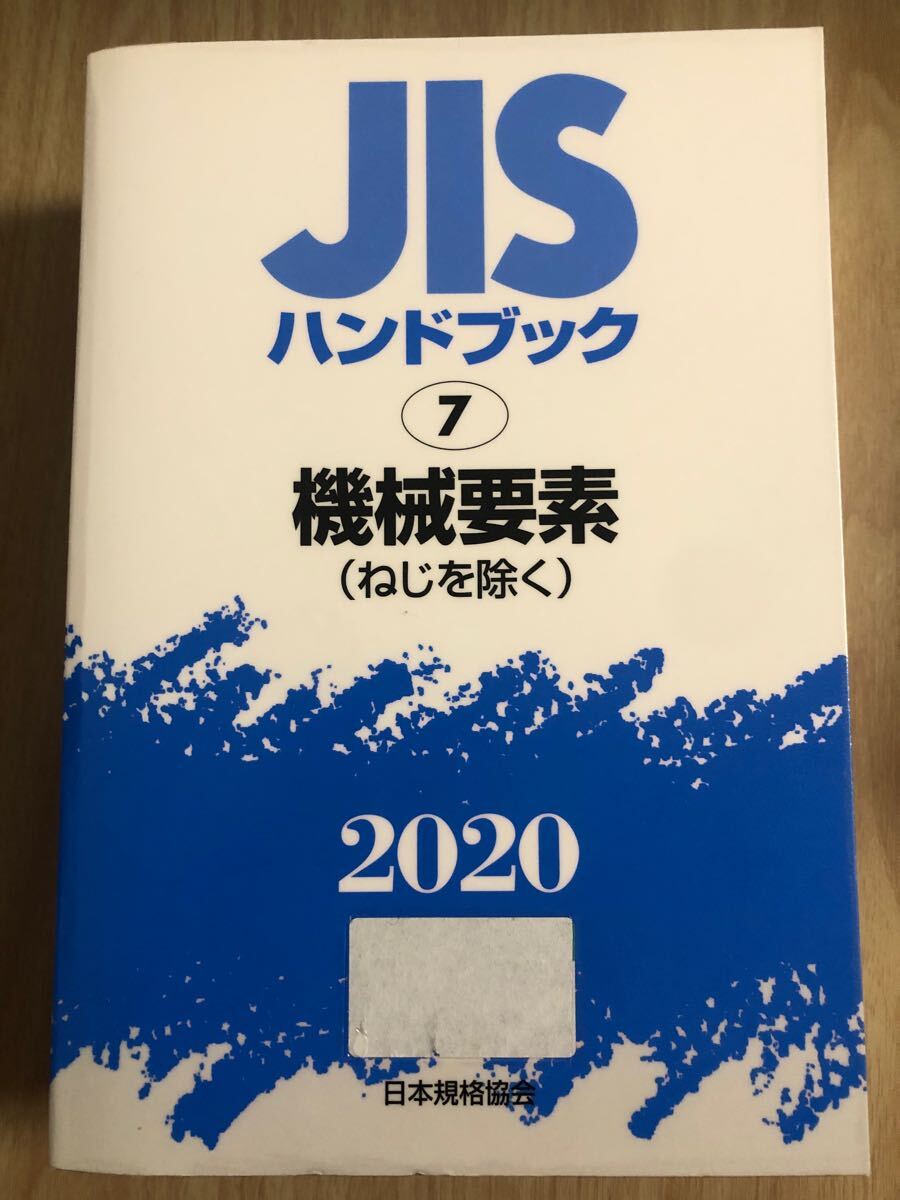 JIS
ハンドブック
7
機械要素
(ねじを除く)
2020
日本規格協会